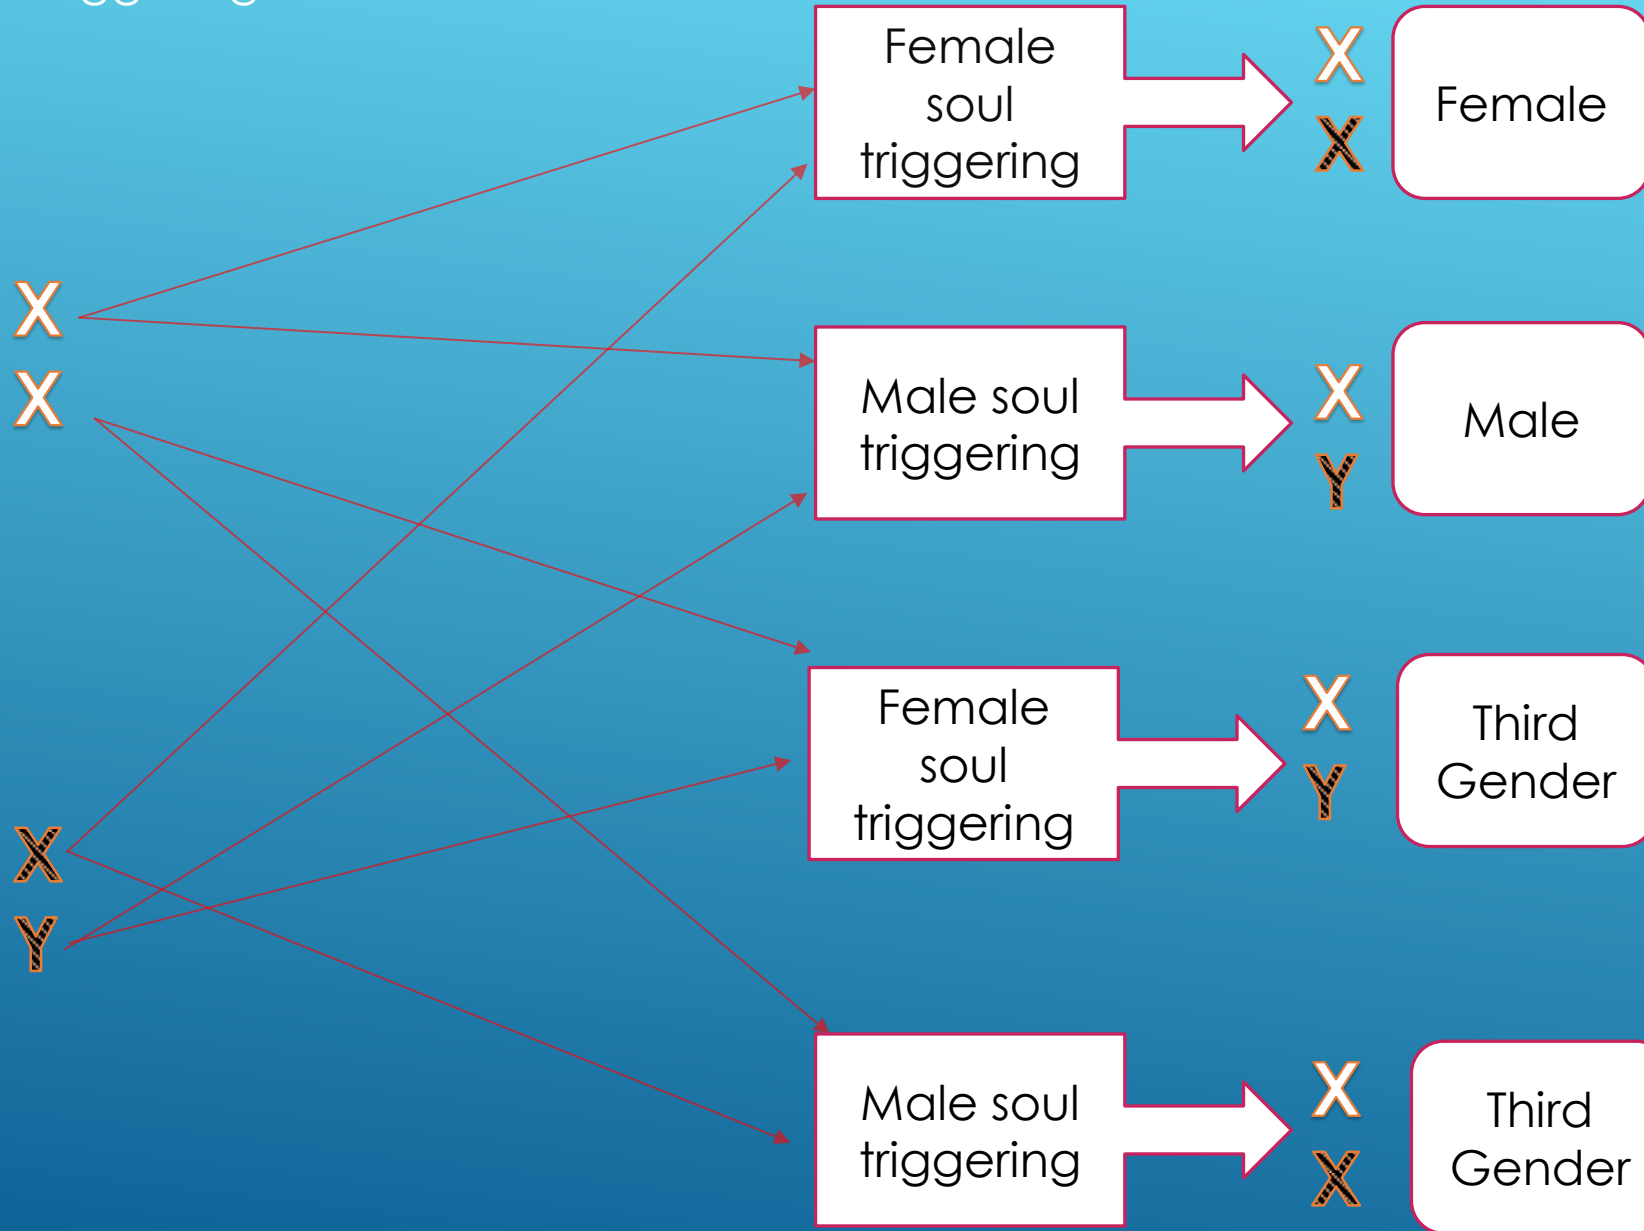 Female
soul
triggering
X
X
Female
X
X
Male soul
triggering
X
Y
Male
Female
soul
triggering
X
Y
Third
Gender
X
Y
Male soul
triggering
X
X
Third
Gender